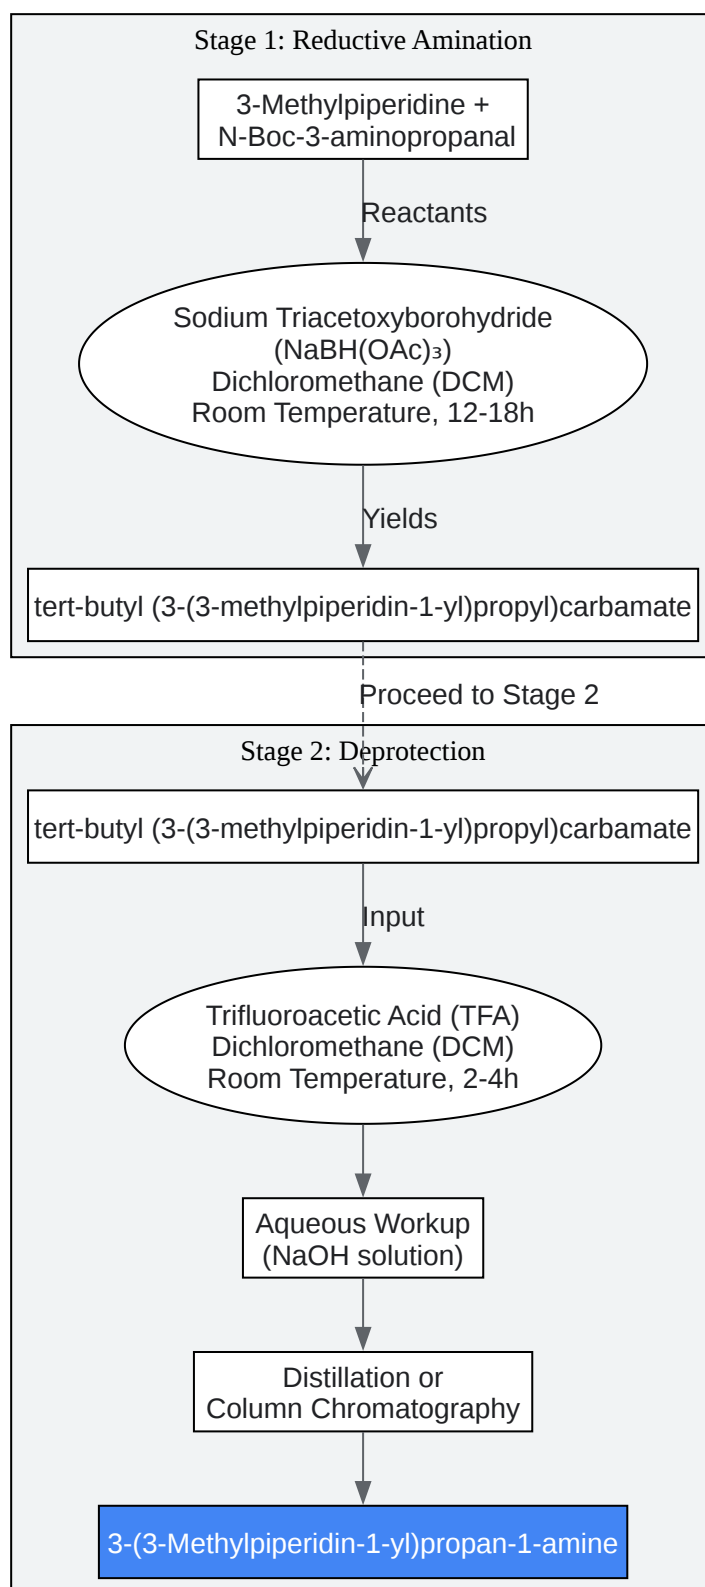 Stage 1: Reductive Amination
3-Methylpiperidine +
N-Boc-3-aminopropanal
Reactants
Sodium Triacetoxyborohydride
(NaBH(OAc)₃)
Dichloromethane (DCM)
Room Temperature, 12-18h
Yields
tert-butyl (3-(3-methylpiperidin-1-yl)propyl)carbamate
Proceed to Stage 2
Stage 2: Deprotection
tert-butyl (3-(3-methylpiperidin-1-yl)propyl)carbamate
Input
Trifluoroacetic Acid (TFA)
Dichloromethane (DCM)
Room Temperature, 2-4h
Aqueous Workup
(NaOH solution)
Distillation or
Column Chromatography
3-(3-Methylpiperidin-1-yl)propan-1-amine